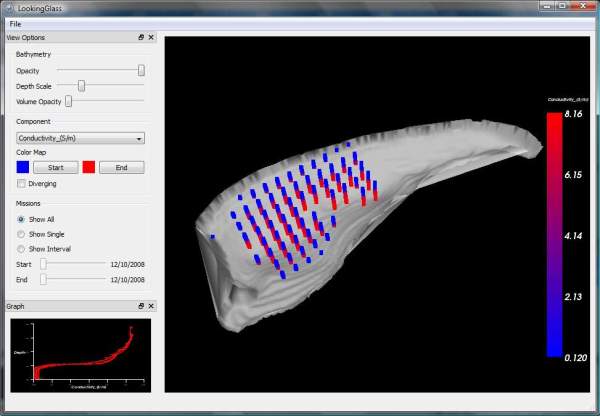 LookingGlass
File
View Options
Bathymetry
Opacity
Depth Scale
Volume Opacity
Component
Conductivity_(S/m)
Color Map
Start
End
Diverging
Missions
Show All
Show Single
Show Interval
Start 12/10/2008
End 12/10/2008
Graph
Depth
Conductivity_(S/m)
Conductivity_(S/m)
8.16
6.15
4.14
2.13
0.120